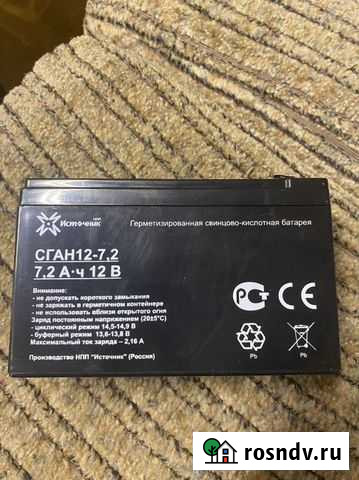 Источник
Герметизированная свинцово-кислотная батарея
СГАН12-7,2
7,2 А·ч 12 В
Внимание:
- не допускать короткого замыкания
- не заряжать в герметичном контейнере
- не использовать вблизи открытого огня
Заряд постоянным напряжением (20±5°С)
- циклический режим 14,5-14,9 В
- буферный режим 13,6-13,8 В
Максимальный ток заряда – 2,16 А
Производство НПП "Источник" (Россия)
РСТ CE
Pb Pb
rosndv.ru